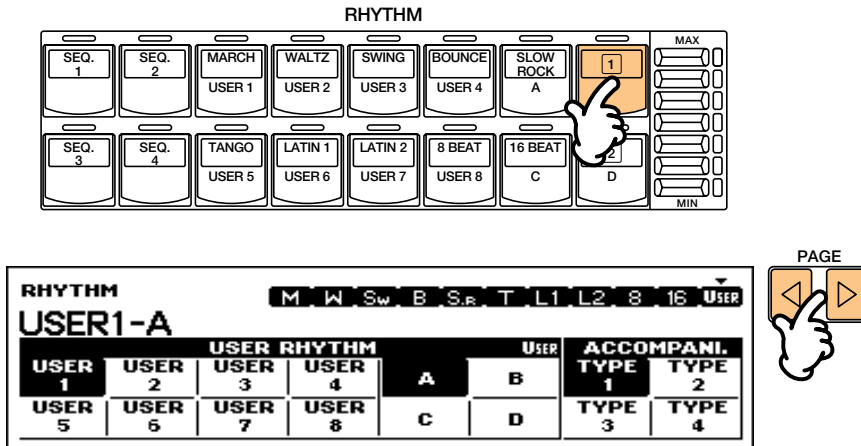 RHYTHM
MAX
SEQ. 1 SEQ. 2 MARCH WALTZ SWING BOUNCE SLOW ROCK 1
USER 1 USER 2 USER 3 USER 4 A
SEQ. 3 SEQ. 4 TANGO LATIN 1 LATIN 2 8 BEAT 16 BEAT 2
USER 5 USER 6 USER 7 USER 8 C D
MIN
PAGE
RHYTHM M W Sw B S.R T L1 L2 8 16 USER
USER1-A
USER RHYTHM USER ACCOMPANI.
USER 1 USER 2 USER 3 USER 4 A B TYPE 1 TYPE 2
USER 5 USER 6 USER 7 USER 8 C D TYPE 3 TYPE 4